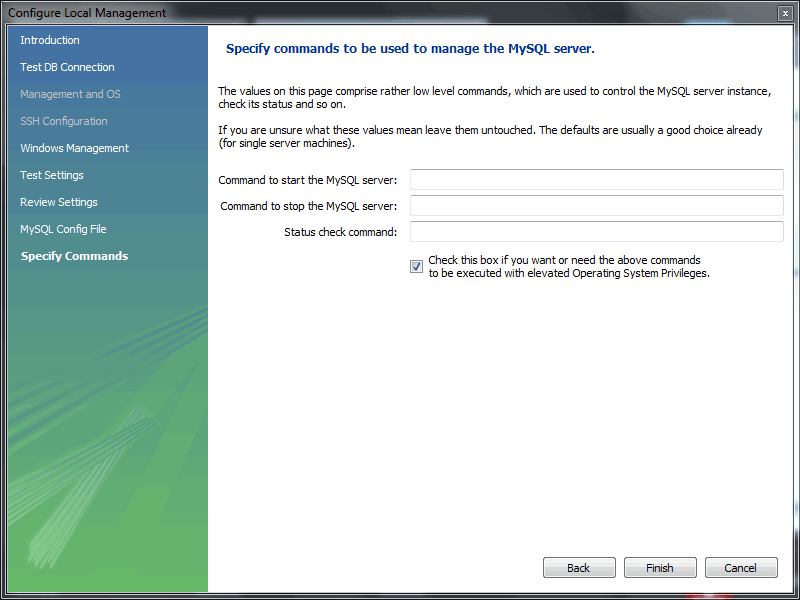 Configure Local Management
Introduction
Test DB Connection
Management and OS
SSH Configuration
Windows Management
Test Settings
Review Settings
MySQL Config File
Specify Commands
Specify commands to be used to manage the MySQL server.
The values on this page comprise rather low level commands, which are used to control the MySQL server instance,
check its status and so on.
If you are unsure what these values mean leave them untouched. The defaults are usually a good choice already
(for single server machines).
Command to start the MySQL server:
Command to stop the MySQL server:
Status check command:
Check this box if you want or need the above commands
to be executed with elevated Operating System Privileges.
Back
Finish
Cancel